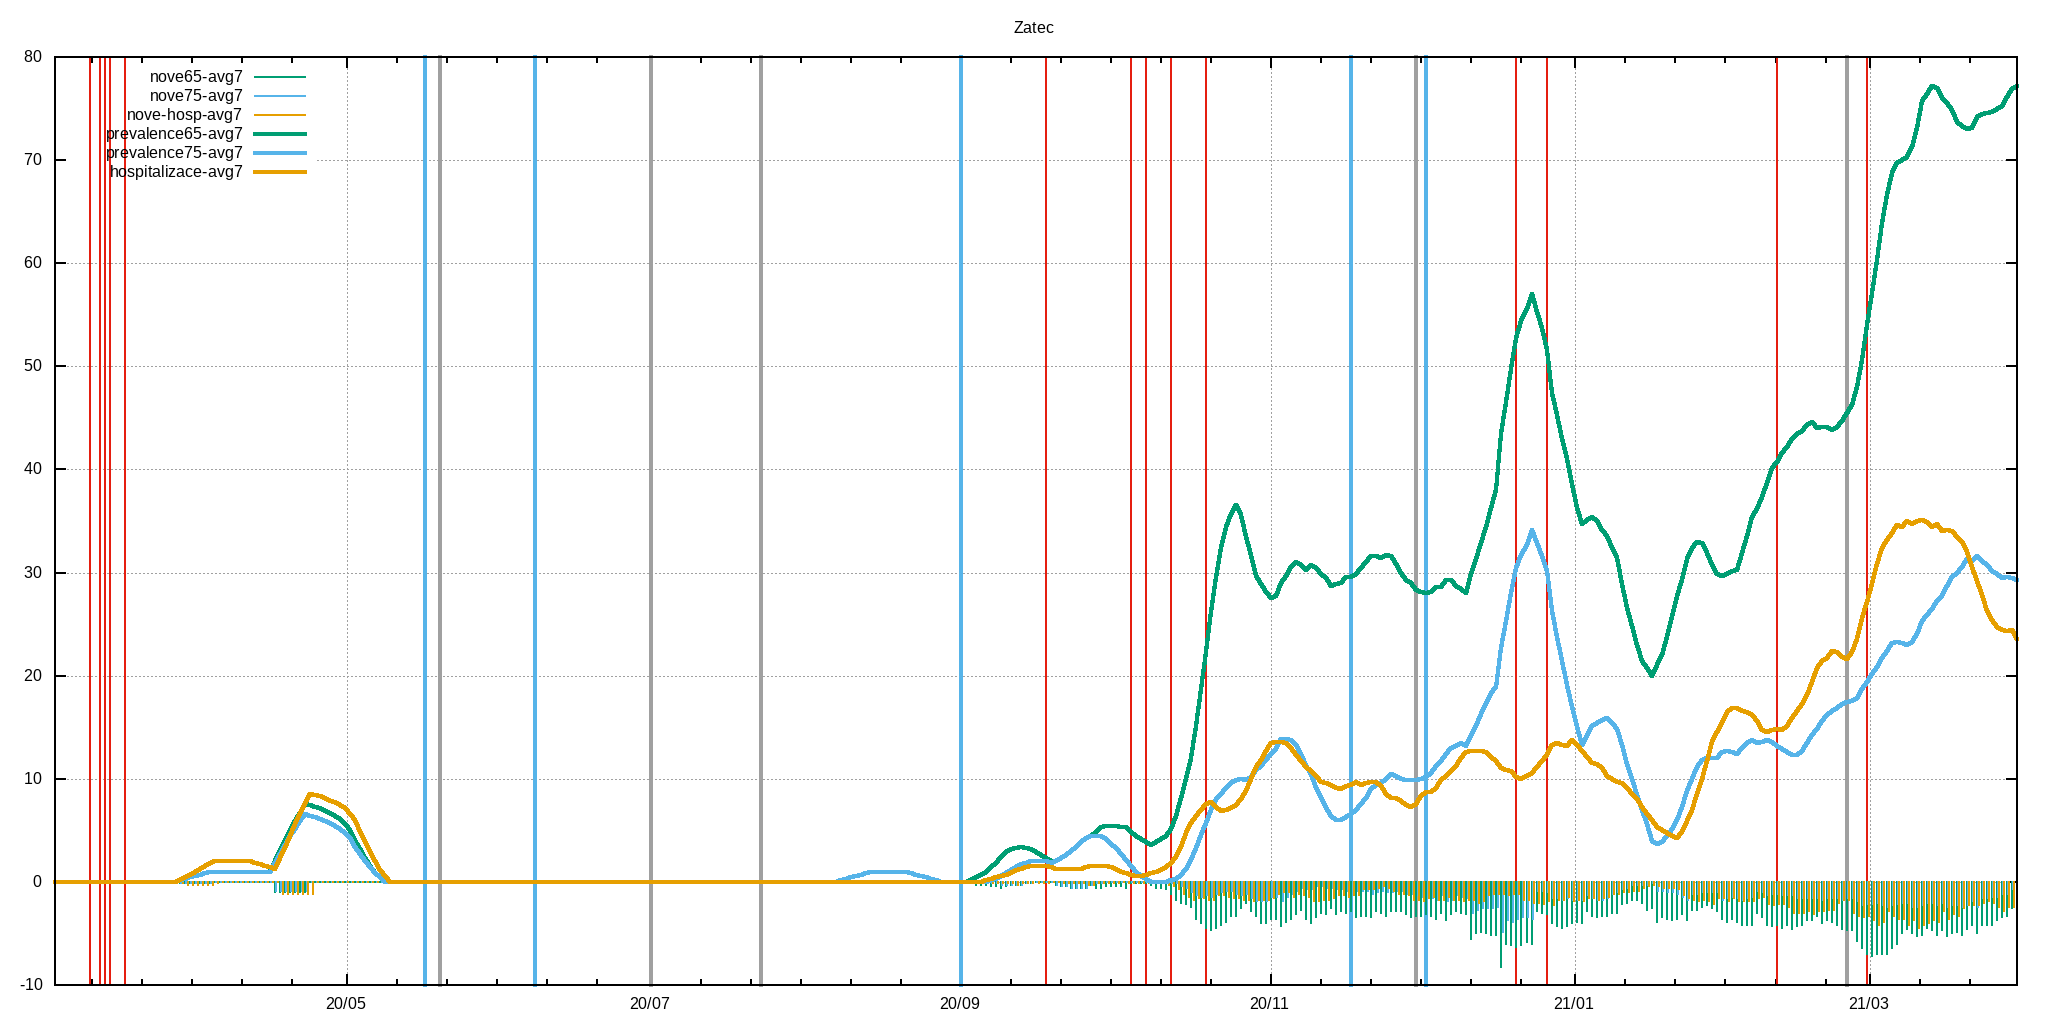 Zatec
80
nove65-avg7
nove75-avg7
nove-hosp-avg7
prevalence65-avg7
prevalence75-avg7
hospitalizace-avg7
70
60
50
40
30
20
10
0
-10
20/05
20/07
20/09
20/11
21/01
21/03